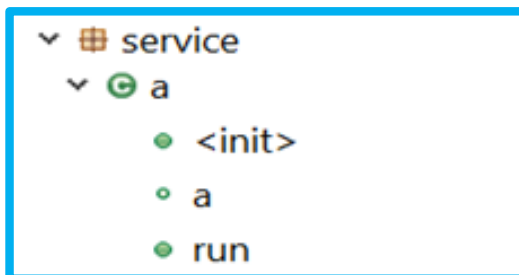 service
a
<init>
a
run